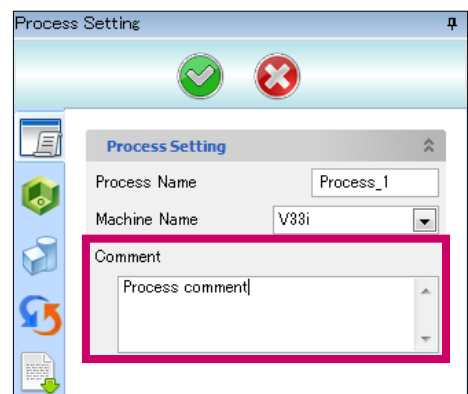 Process Setting
Process Setting
Process Name Process_1
Machine Name V33i
Comment
Process comment